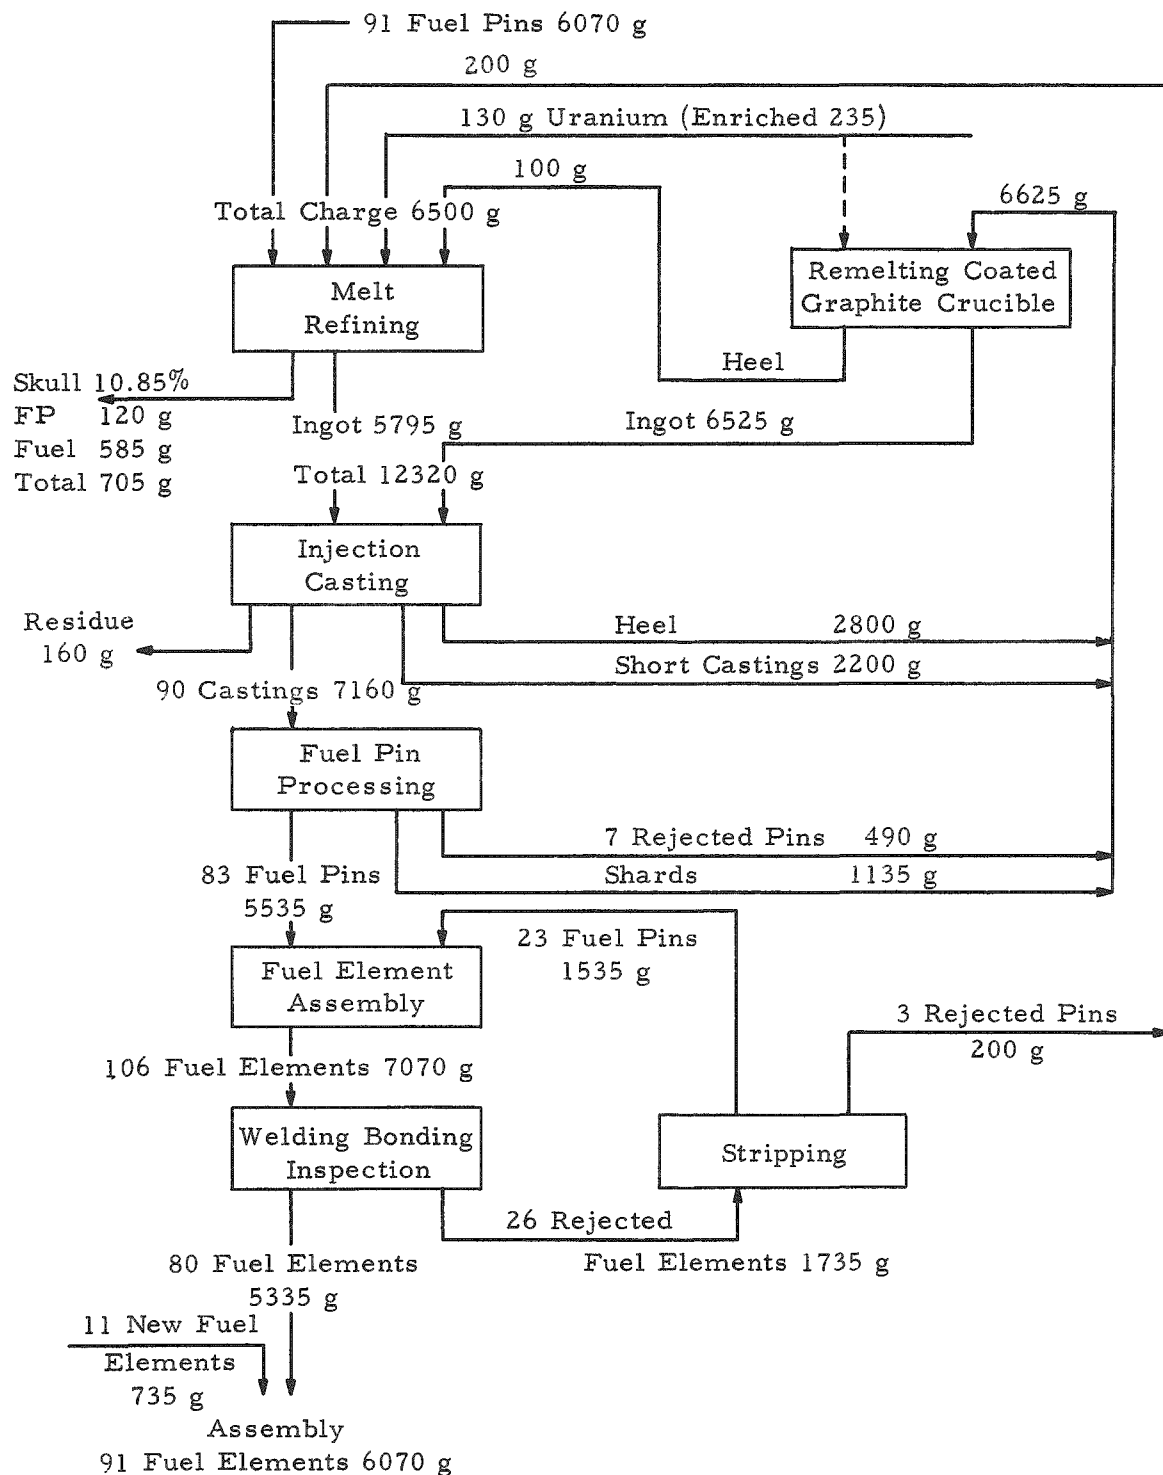 91 Fuel Pins 6070 g
200 g
130 g Uranium (Enriched 235)
100 g
6625 g
Total Charge 6500 g
Melt
Refining
Remelting Coated
Graphite Crucible
Heel
Skull 10.85%
FP 120 g
Fuel 585 g
Total 705 g
Ingot 5795 g
Ingot 6525 g
Total 12320 g
Injection
Casting
Residue
160 g
Heel 2800 g
Short Castings 2200 g
90 Castings 7160 g
Fuel Pin
Processing
7 Rejected Pins 490 g
Shards 1135 g
83 Fuel Pins
5535 g
23 Fuel Pins
1535 g
Fuel Element
Assembly
3 Rejected Pins
200 g
106 Fuel Elements 7070 g
Welding Bonding
Inspection
Stripping
26 Rejected
Fuel Elements 1735 g
80 Fuel Elements
5335 g
11 New Fuel
Elements
735 g
Assembly
91 Fuel Elements 6070 g